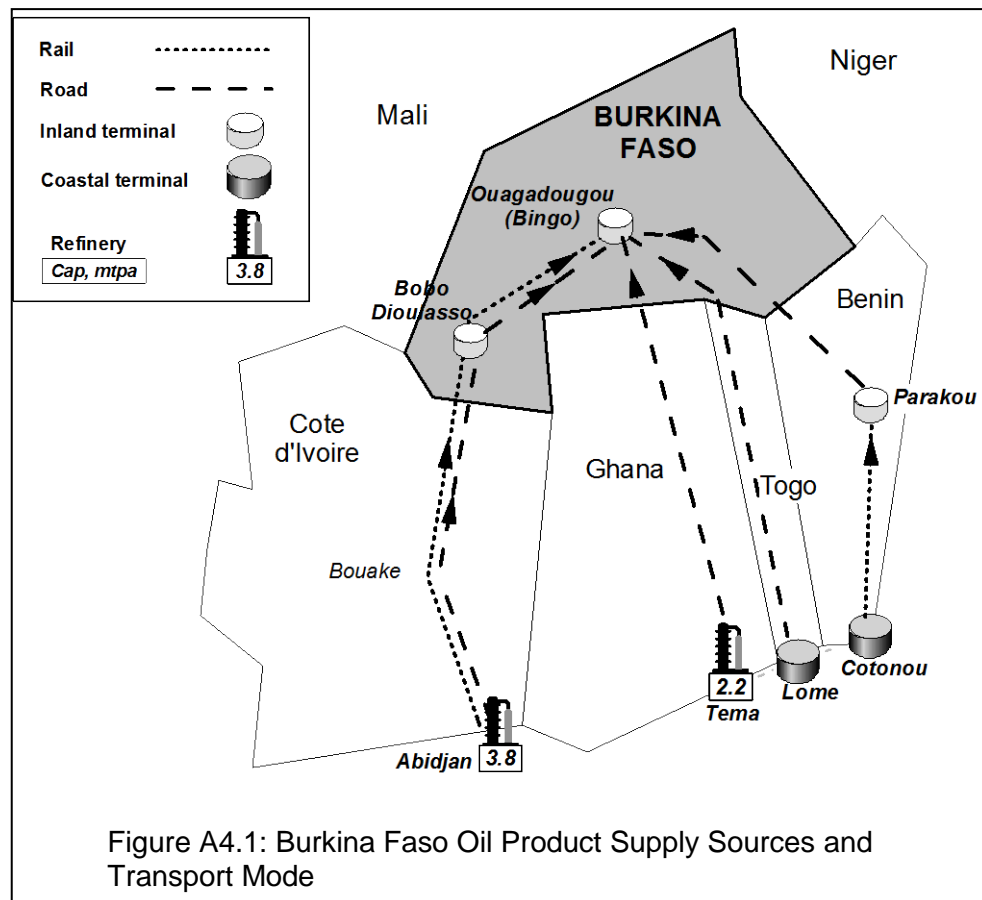 Rail
Road
Inland terminal
Coastal terminal
Refinery
Cap, mtpa
3.8
Mali
Niger
BURKINA
FASO
Ouagadougou
(Bingo)
Bobo
Dioulasso
Benin
Parakou
Cote
d'Ivoire
Ghana
Togo
Bouake
Cotonou
2.2
Lome
Tema
Abidjan
3.8
Figure A4.1: Burkina Faso Oil Product Supply Sources and
Transport Mode